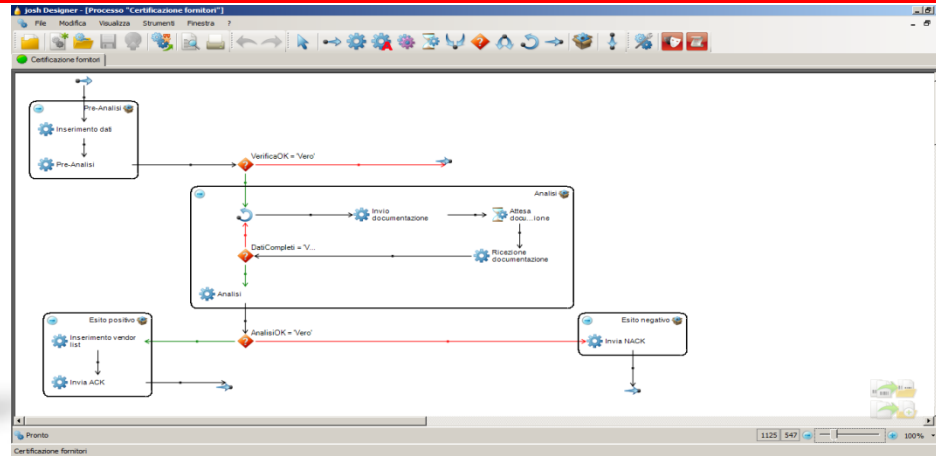 josh Designer - [Processo "Certificazione fornitori"]
File Modifica Visualizza Strumenti Finestra ?
Certificazione fornitori
Pre-Analisi
Inserimento dati
Pre-Analisi
VerificaOK = 'Vero'
Analisi
Invio
documentazione
Attesa
docu...ione
DatiCompleti = 'V...
Ricezione
documentazione
Analisi
Esito positivo
AnalisiOK = 'Vero'
Esito negativo
Inserimento vendor
list
Invia NACK
Invia ACK
Pronto
1125 547
100%
Certificazione fornitori